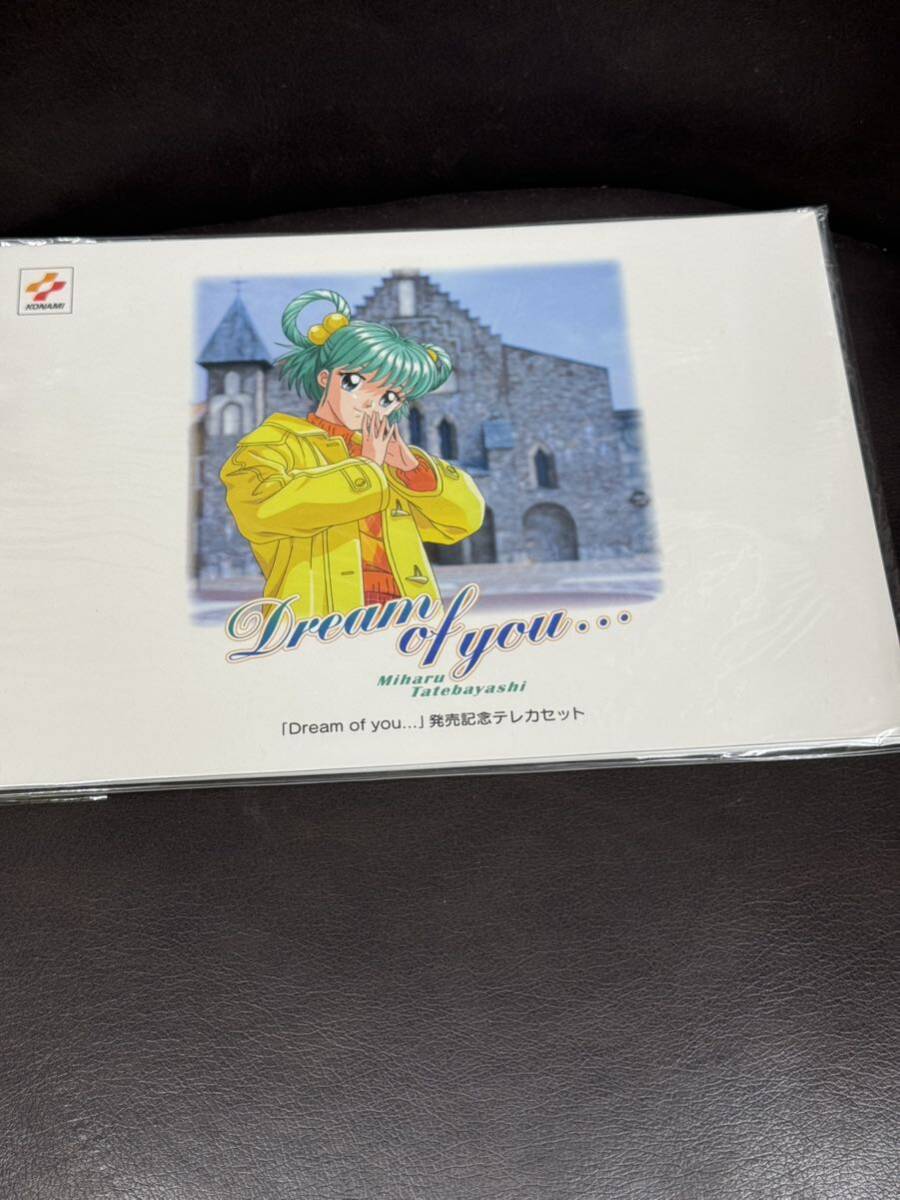 KONAMI
Dream
of you...
Miharu
Tatebayashi
「Dream of you...」発売記念テレカセット